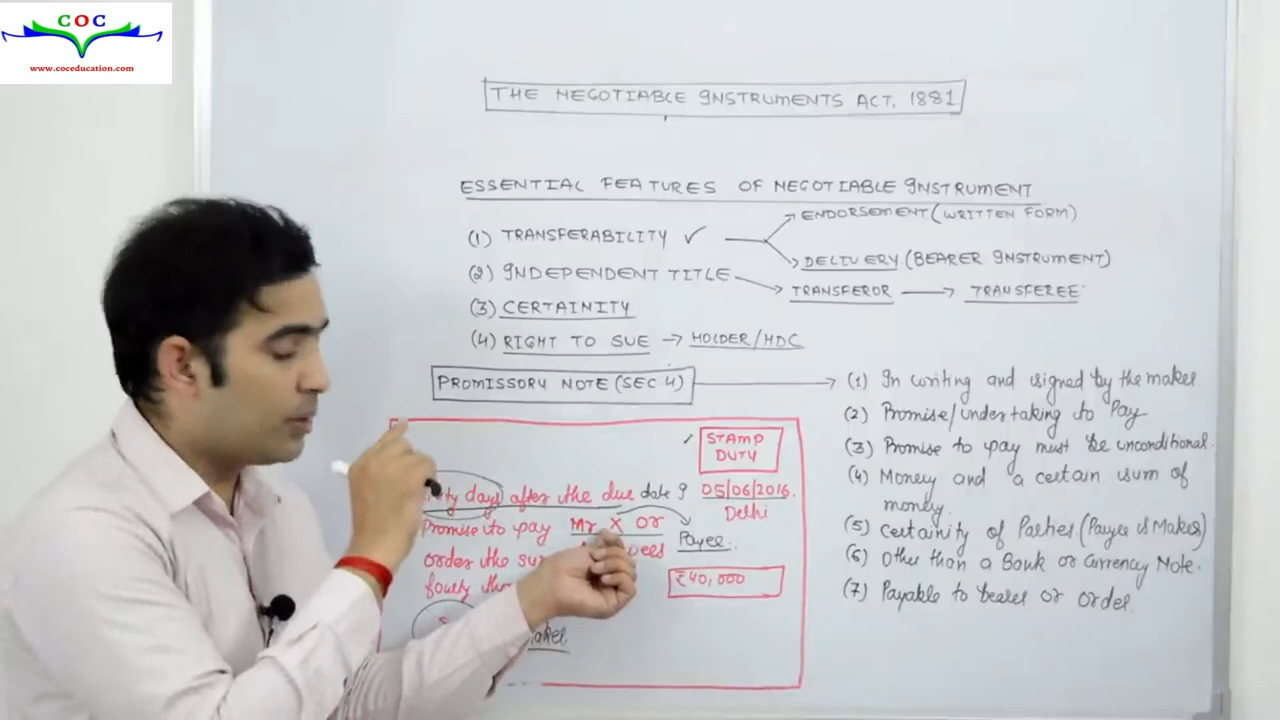 COC
www.coceducation.com
THE NEGOTIABLE INSTRUMENTS ACT, 1881
ESSENTIAL FEATURES OF NEGOTIABLE INSTRUMENT
(1) TRANSFERABILITY ✓
ENDORSEMENT (WRITTEN FORM)
DELIVERY (BEARER INSTRUMENT)
(2) INDEPENDENT TITLE
TRANSFEROR → TRANSFEREE
(3) CERTAINITY
(4) RIGHT TO SUE → HOLDER/HDC
PROMISSORY NOTE (SEC. 4)
(1) In writing and signed by the maker
(2) Promise/undertaking to Pay
(3) Promise to pay must be unconditional.
(4) Money and a certain sum of
money.
(5) Certainity of Parties (Payee & Maker)
(6) Other than a Bank or Currency Note.
(7) Payable to bearer or order
STAMP
DUTY
days after the due date I
05/06/2016.
Delhi
Promise to pay Mr. X or
Payee.
order the
₹40,000